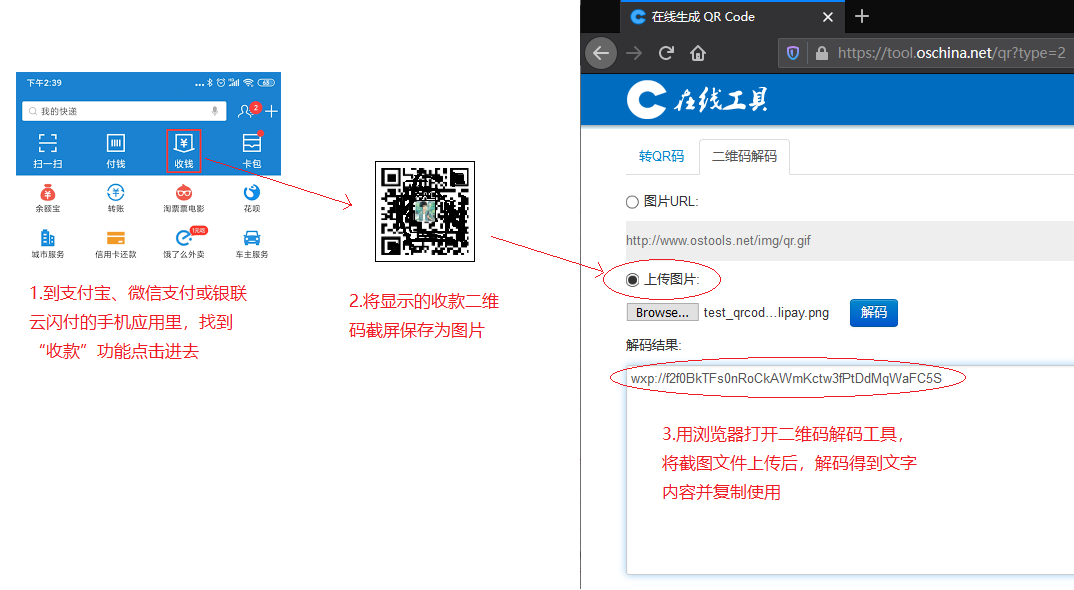 下午2:39
我的快递
2
扫一扫
付钱
收钱
卡包
余额宝
转账
淘票票电影
花呗
1元起
城市服务
信用卡还款
饿了么外卖
车主服务
1.到支付宝、微信支付或银联
云闪付的手机应用里，找到
“收款”功能点击进去
2.将显示的收款二维
码截屏保存为图片
在线生成 QR Code
https://tool.oschina.net/qr?type=2
在线工具
转QR码
二维码解码
图片URL:
http://www.ostools.net/img/qr.gif
上传图片:
Browse...
test_qrcod...lipay.png
解码
解码结果:
wxp://f2f0BkTFs0nRoCkAWmKctw3fPtDdMqWaFC5S
3.用浏览器打开二维码解码工具，
将截图文件上传后，解码得到文字
内容并复制使用